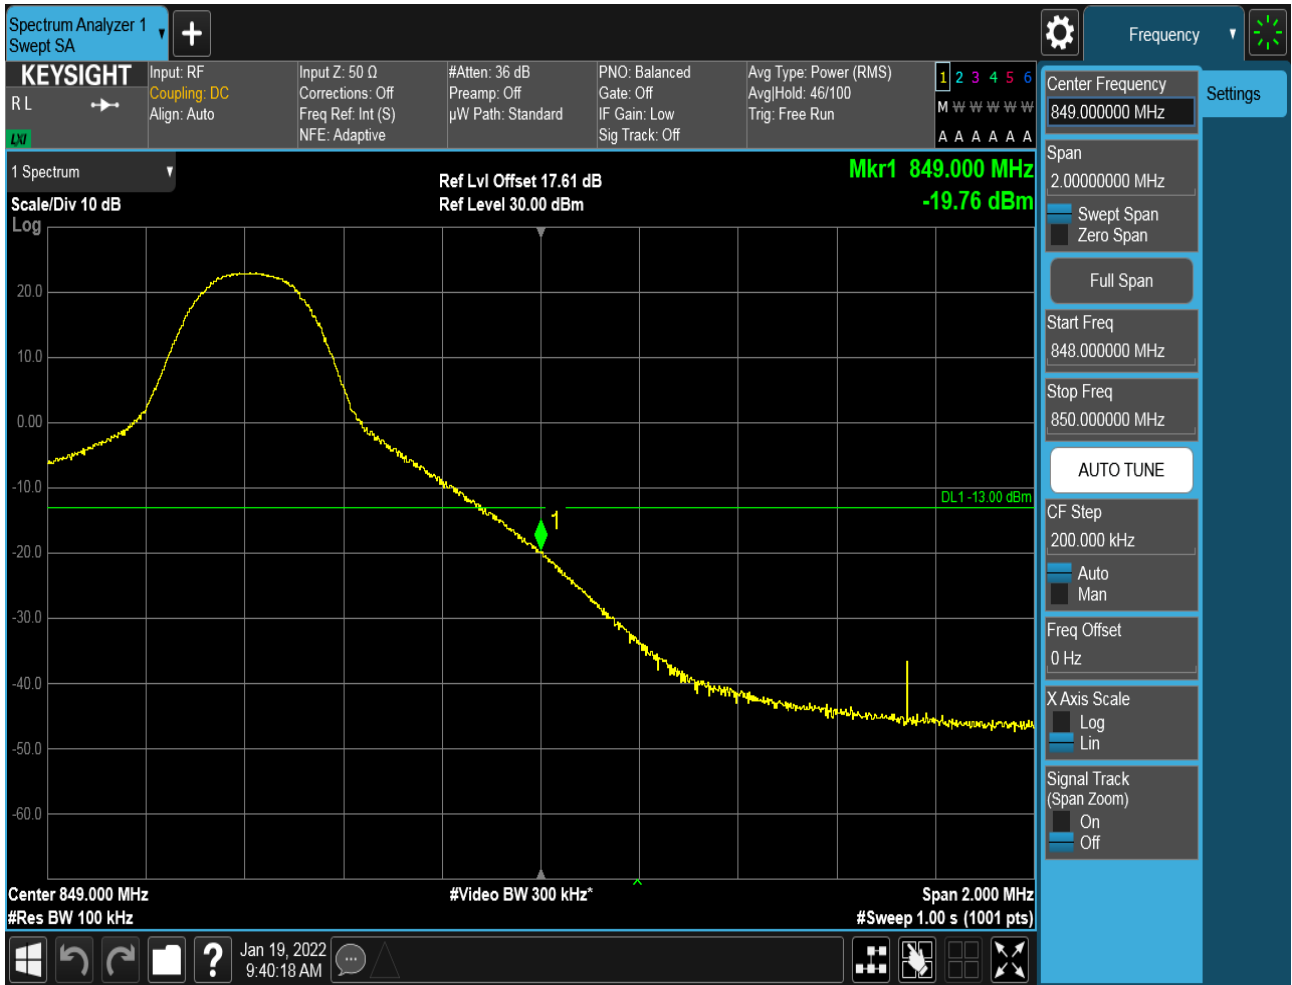 Spectrum Analyzer 1
Swept SA
Frequency
KEYSIGHT
R L
LXI
Input: RF
Coupling: DC
Align: Auto
Input Z: 50 Ω
Corrections: Off
Freq Ref: Int (S)
NFE: Adaptive
#Atten: 36 dB
Preamp: Off
µW Path: Standard
PNO: Balanced
Gate: Off
IF Gain: Low
Sig Track: Off
Avg Type: Power (RMS)
Avg|Hold: 46/100
Trig: Free Run
1 2 3 4 5 6
M W W W W W
A A A A A A
1 Spectrum
Scale/Div 10 dB
Log
Ref Lvl Offset 17.61 dB
Ref Level 30.00 dBm
Mkr1 849.000 MHz
-19.76 dBm
20.0
10.0
0.00
-10.0
-20.0
-30.0
-40.0
-50.0
-60.0
DL1 -13.00 dBm
1
Center 849.000 MHz
#Res BW 100 kHz
#Video BW 300 kHz*
Span 2.000 MHz
#Sweep 1.00 s (1001 pts)
Jan 19, 2022
9:40:18 AM
Center Frequency
849.000000 MHz
Settings
Span
2.00000000 MHz
Swept Span
Zero Span
Full Span
Start Freq
848.000000 MHz
Stop Freq
850.000000 MHz
AUTO TUNE
CF Step
200.000 kHz
Auto
Man
Freq Offset
0 Hz
X Axis Scale
Log
Lin
Signal Track
(Span Zoom)
On
Off